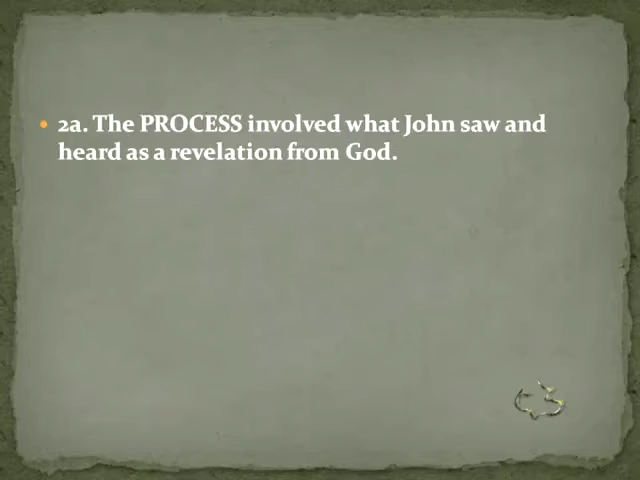 • 2a. The PROCESS involved what John saw and
heard as a revelation from God.